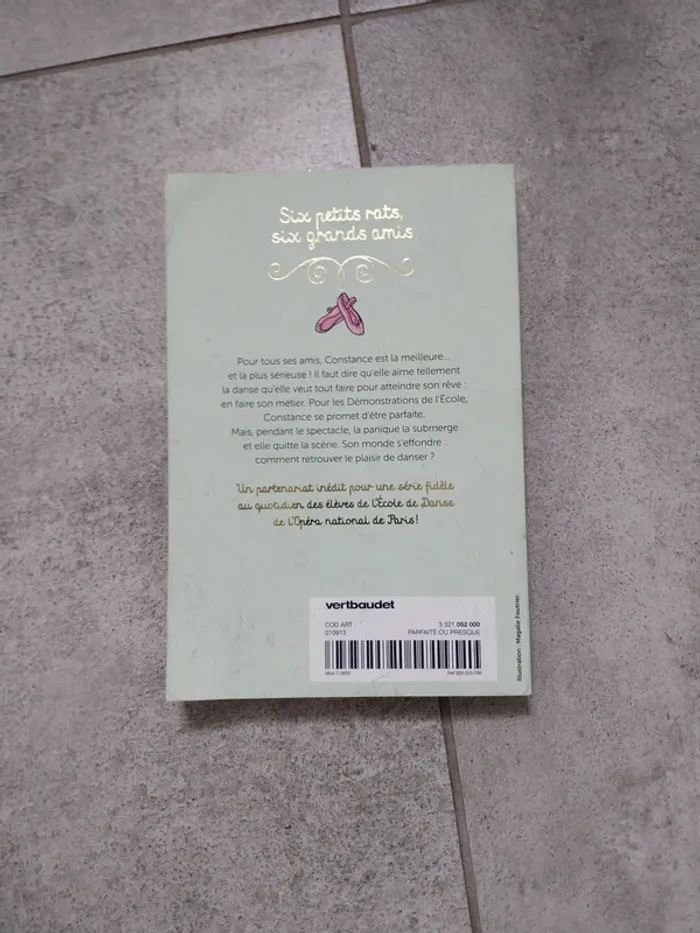 Six petits rats,
six grands amis
Pour tous ses amis, Constance est la meilleure...
et la plus sérieuse ! Il faut dire qu'elle aime tellement
la danse qu'elle veut tout faire pour atteindre son rêve :
en faire son métier. Pour les Démonstrations de l'École,
Constance se promet d'être parfaite.
Mais, pendant le spectacle, la panique la submerge
et elle quitte la scène. Son monde s'effondre :
comment retrouver le plaisir de danser ?
Un partenariat inédit pour une série fidèle
au quotidien des élèves de l'École de Danse
de l'Opéra national de Paris !
vertbaudet
COD ART 3 321 052 000
010913 PARFAITE OU PRESQUE
Illustration : Magalie Foutrier